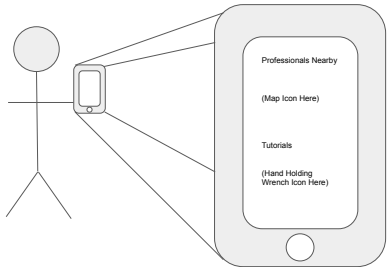 Professionals Nearby
(Map Icon Here)
Tutorials
(Hand Holding
Wrench Icon Here)